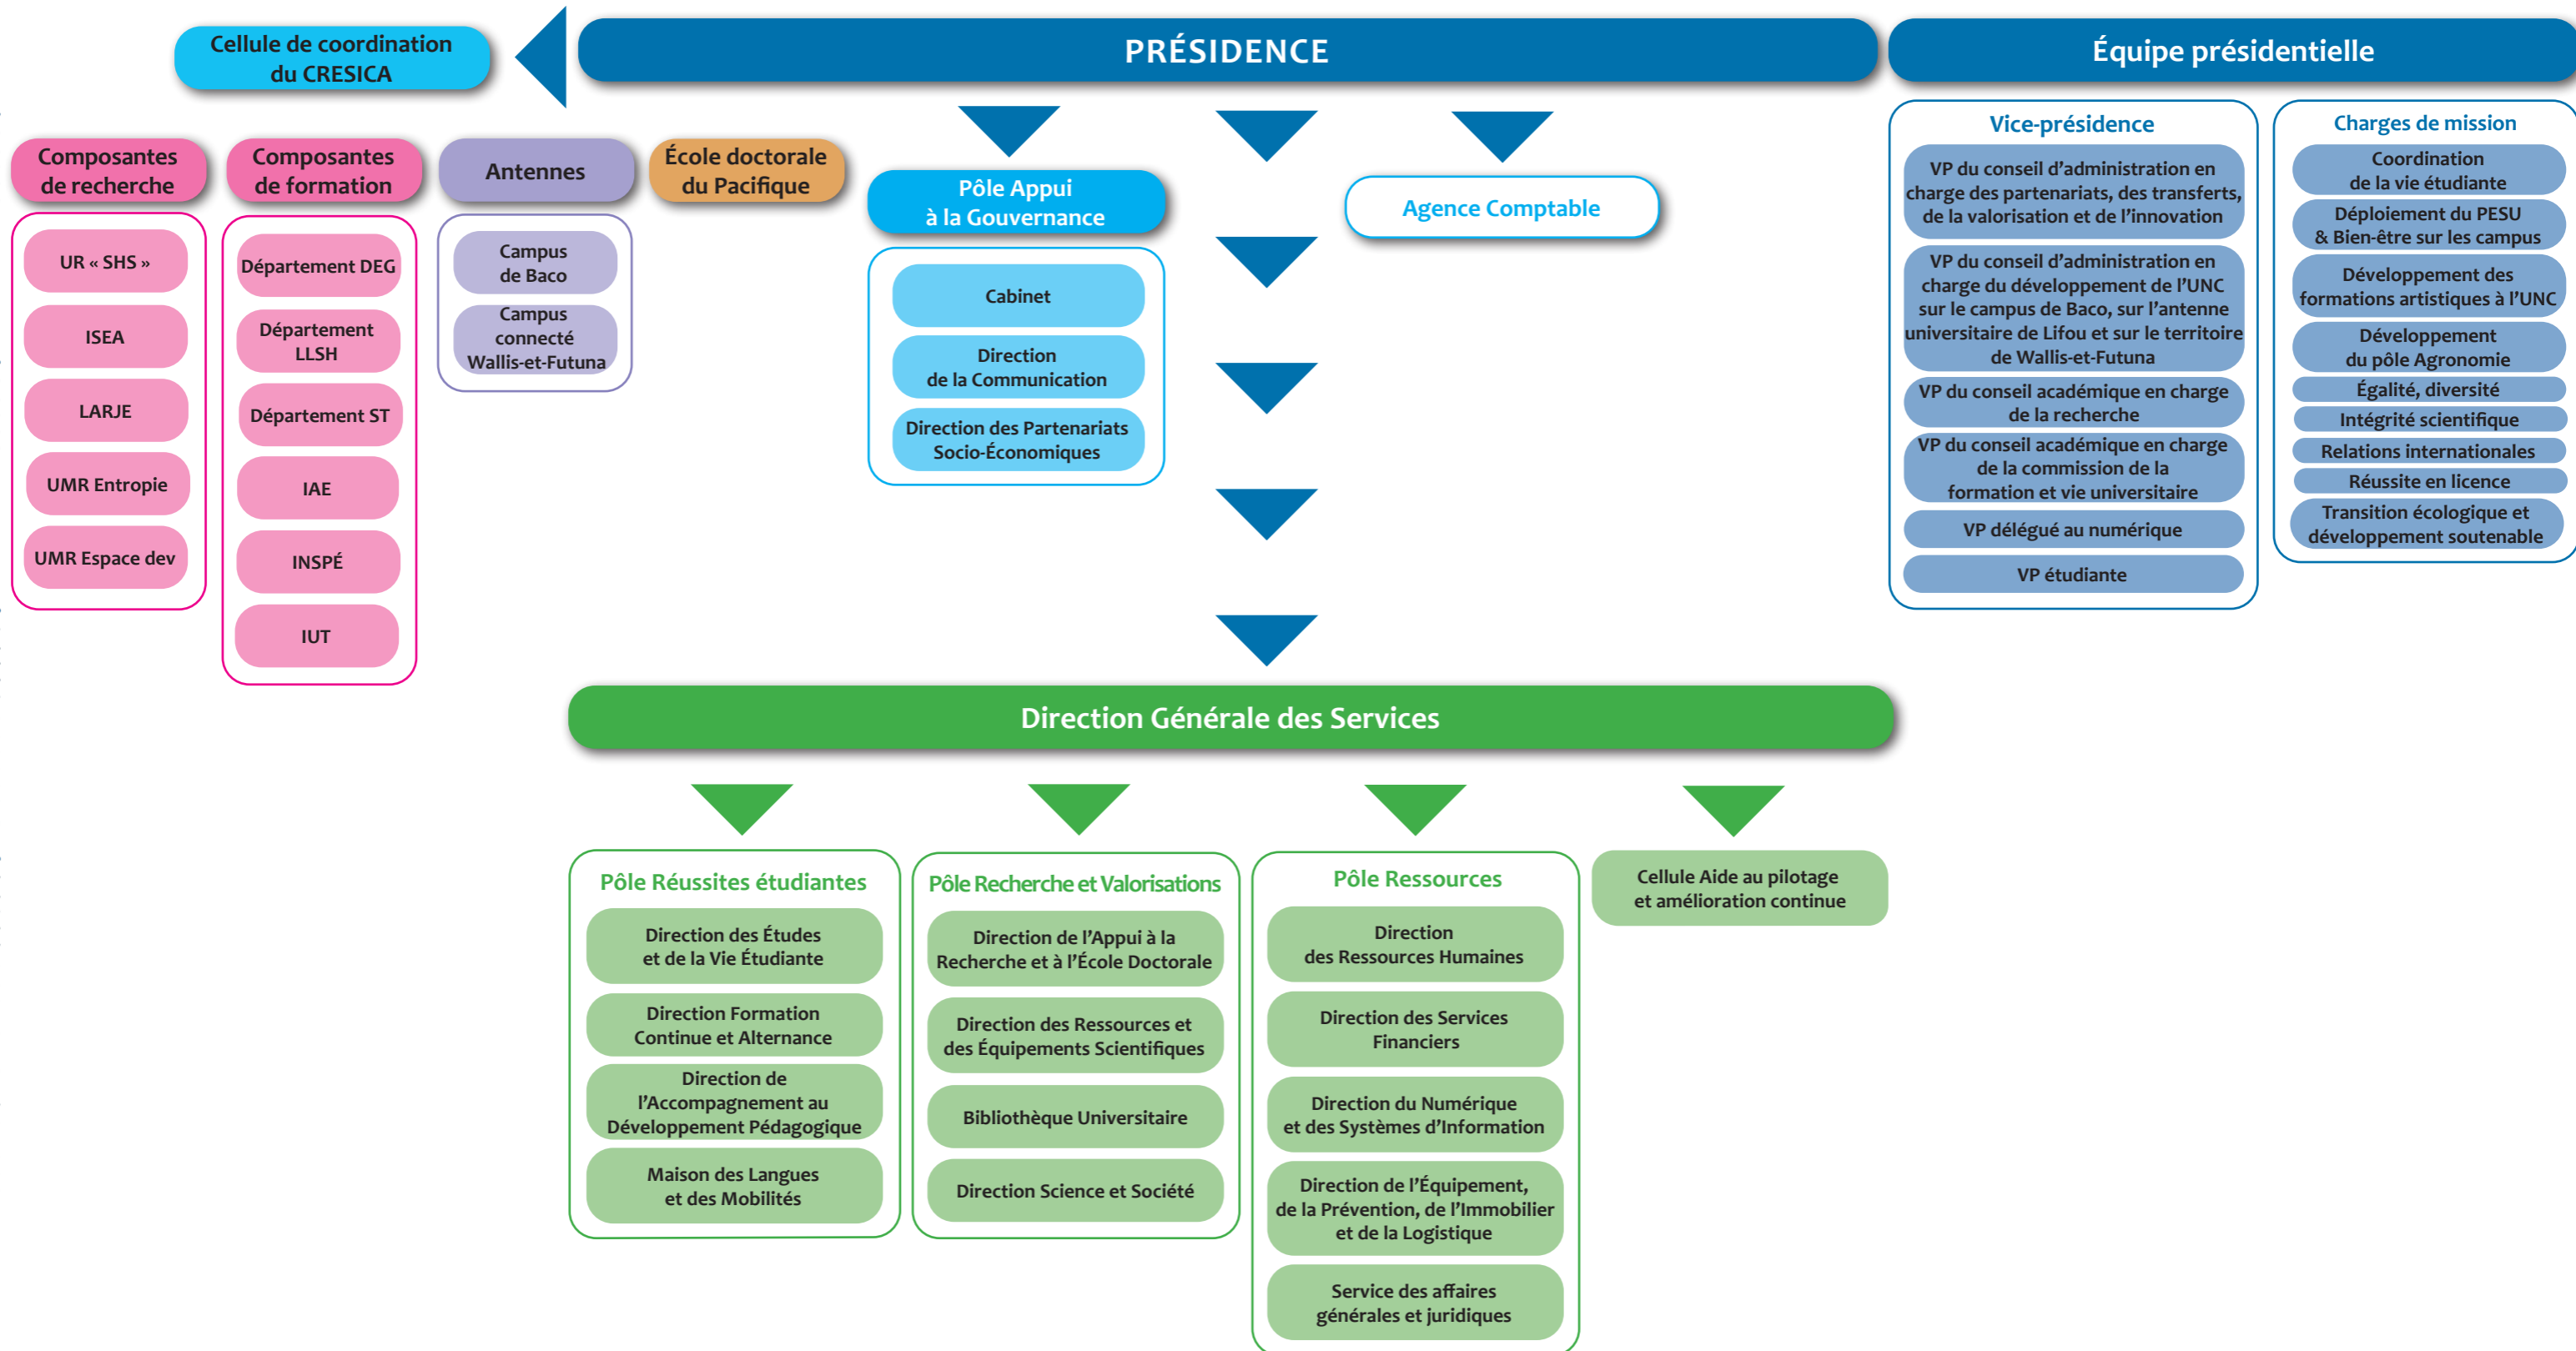 Cellule de coordination
du CRESICA
PRÉSIDENCE
Équipe présidentielle
Composantes
de recherche
UR « SHS »
ISEA
LARJE
UMR Entropie
UMR Espace dev
Composantes
de formation
Département DEG
Département
LLSH
Département ST
IAE
INSPÉ
IUT
Antennes
Campus
de Baco
Campus
connecté
Wallis-et-Futuna
École doctorale
du Pacifique
Pôle Appui
à la Gouvernance
Cabinet
Direction
de la Communication
Direction des Partenariats
Socio-Économiques
Agence Comptable
Vice-présidence
VP du conseil d’administration en
charge des partenariats, des transferts,
de la valorisation et de l’innovation
VP du conseil d’administration en
charge du développement de l’UNC
sur le campus de Baco, sur l’antenne
universitaire de Lifou et sur le territoire
de Wallis-et-Futuna
VP du conseil académique en charge
de la recherche
VP du conseil académique en charge
de la commission de la
formation et vie universitaire
VP délégué au numérique
VP étudiante
Charges de mission
Coordination
de la vie étudiante
Déploiement du PESU
& Bien-être sur les campus
Développement des
formations artistiques à l’UNC
Développement
du pôle Agronomie
Égalité, diversité
Intégrité scientifique
Relations internationales
Réussite en licence
Transition écologique et
développement soutenable
Direction Générale des Services
Pôle Réussites étudiantes
Direction des Études
et de la Vie Étudiante
Direction Formation
Continue et Alternance
Direction de
l’Accompagnement au
Développement Pédagogique
Maison des Langues
et des Mobilités
Pôle Recherche et Valorisations
Direction de l’Appui à la
Recherche et à l’École Doctorale
Direction des Ressources et
des Équipements Scientifiques
Bibliothèque Universitaire
Direction Science et Société
Pôle Ressources
Direction
des Ressources Humaines
Direction des Services
Financiers
Direction du Numérique
et des Systèmes d’Information
Direction de l’Équipement,
de la Prévention, de l’Immobilier
et de la Logistique
Service des affaires
générales et juridiques
Cellule Aide au pilotage
et amélioration continue